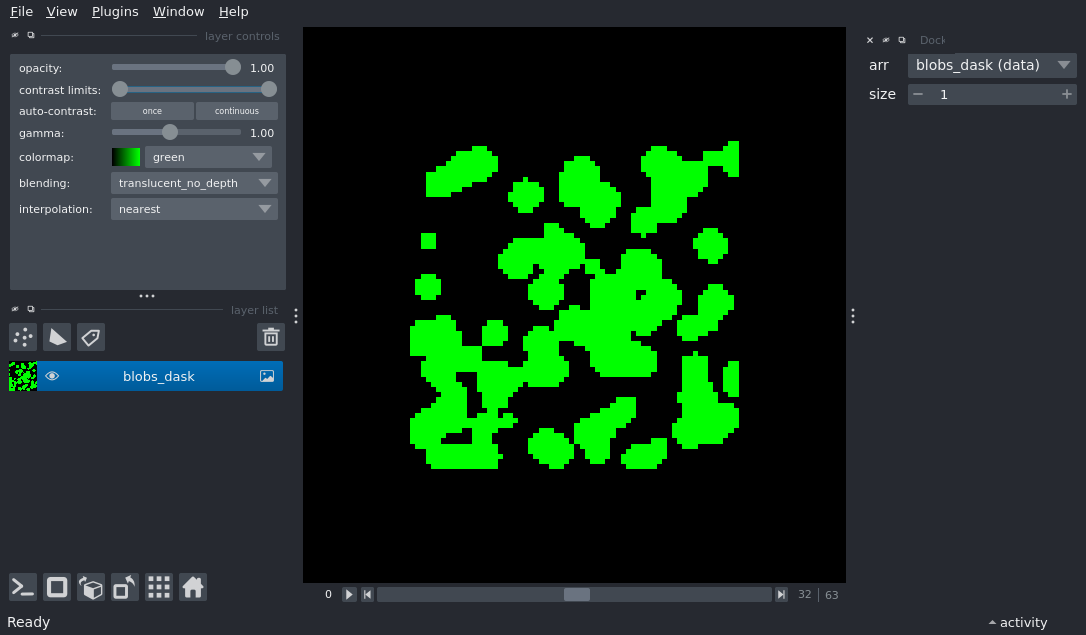 File View Plugins Window Help
layer controls
opacity: 1.00
contrast limits:
auto-contrast: once continuous
gamma: 1.00
colormap: green
blending: translucent_no_depth
interpolation: nearest
layer list
blobs_dask
0 32 63
Ready
Dock
arr blobs_dask (data)
size 1
activity